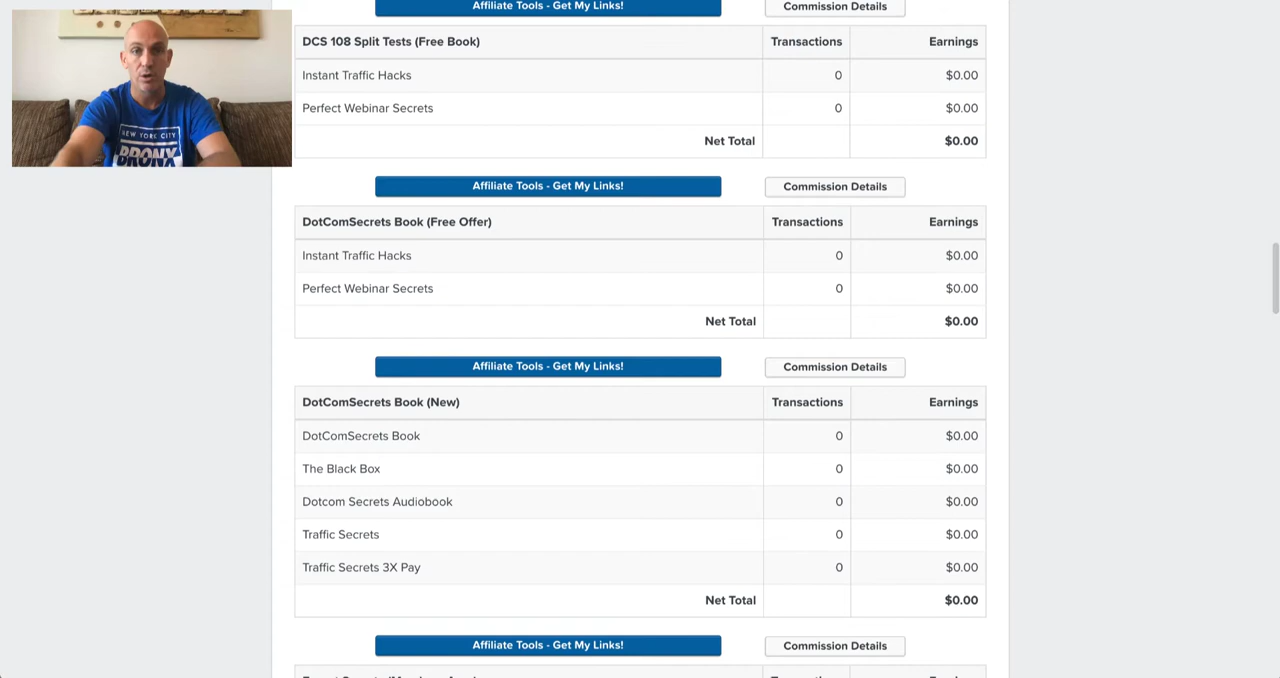 Affiliate Tools - Get My Links! Commission Details
DCS 108 Split Tests (Free Book) Transactions Earnings
Instant Traffic Hacks 0 $0.00
Perfect Webinar Secrets 0 $0.00
Net Total $0.00
NEW YORK CITY
BRONX
Affiliate Tools - Get My Links! Commission Details
DotComSecrets Book (Free Offer) Transactions Earnings
Instant Traffic Hacks 0 $0.00
Perfect Webinar Secrets 0 $0.00
Net Total $0.00
Affiliate Tools - Get My Links! Commission Details
DotComSecrets Book (New) Transactions Earnings
DotComSecrets Book 0 $0.00
The Black Box 0 $0.00
Dotcom Secrets Audiobook 0 $0.00
Traffic Secrets 0 $0.00
Traffic Secrets 3X Pay 0 $0.00
Net Total $0.00
Affiliate Tools - Get My Links! Commission Details